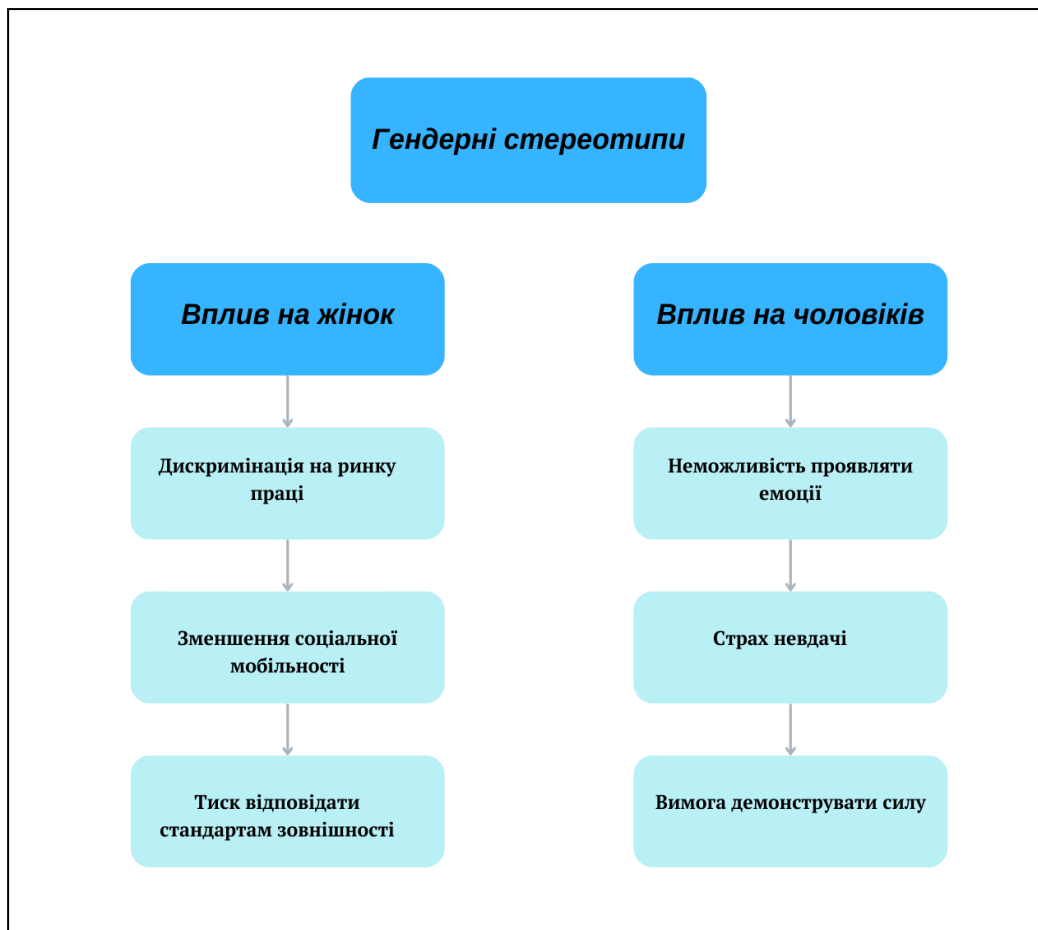 Гендерні стереотипи
Вплив на жінок
Дискримінація на ринку
праці
Зменшення соціальної
мобільності
Тиск відповідати
стандартам зовнішності
Вплив на чоловіків
Неможливість проявляти
емоції
Страх невдачі
Вимога демонструвати силу